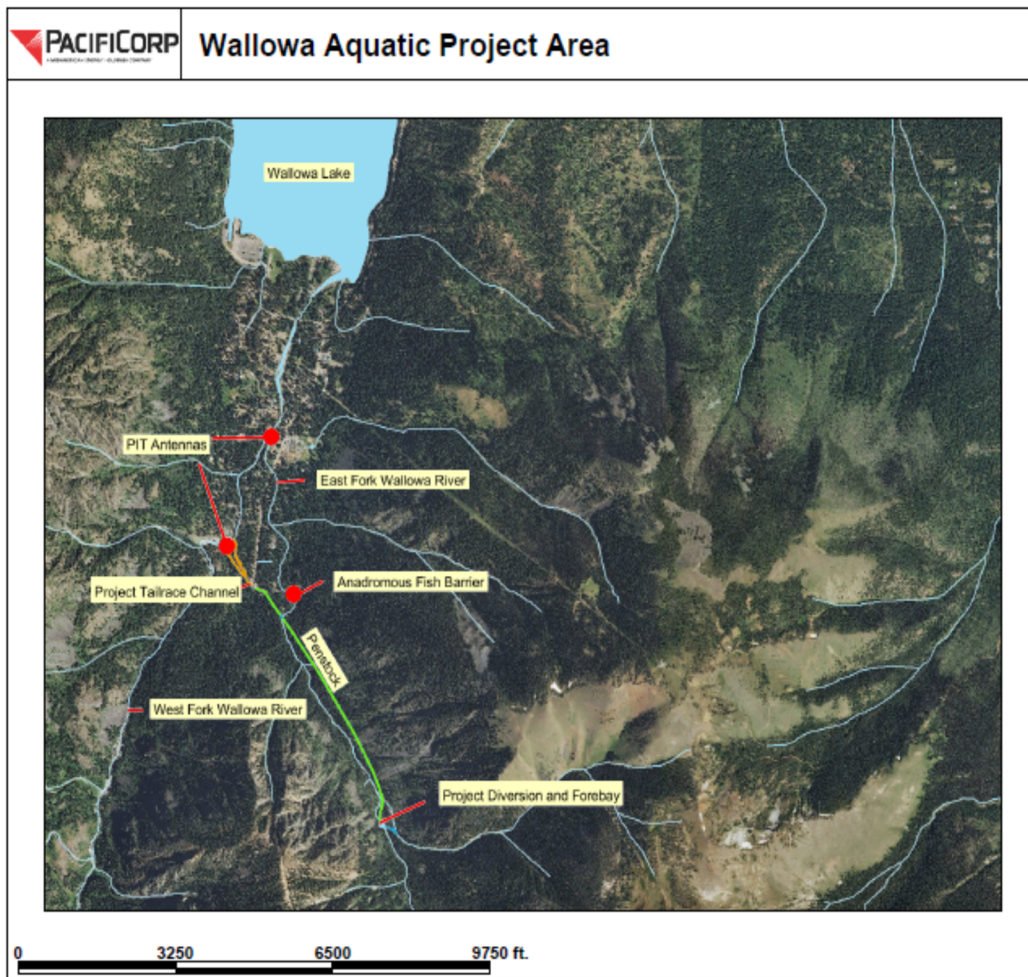 PACIFICORP
Wallowa Aquatic Project Area
Wallowa Lake
PIT Antennas
East Fork Wallowa River
Anadromous Fish Barrier
Project Tailrace Channel
Penstock
West Fork Wallowa River
Project Diversion and Forebay
0 3250 6500 9750 ft.